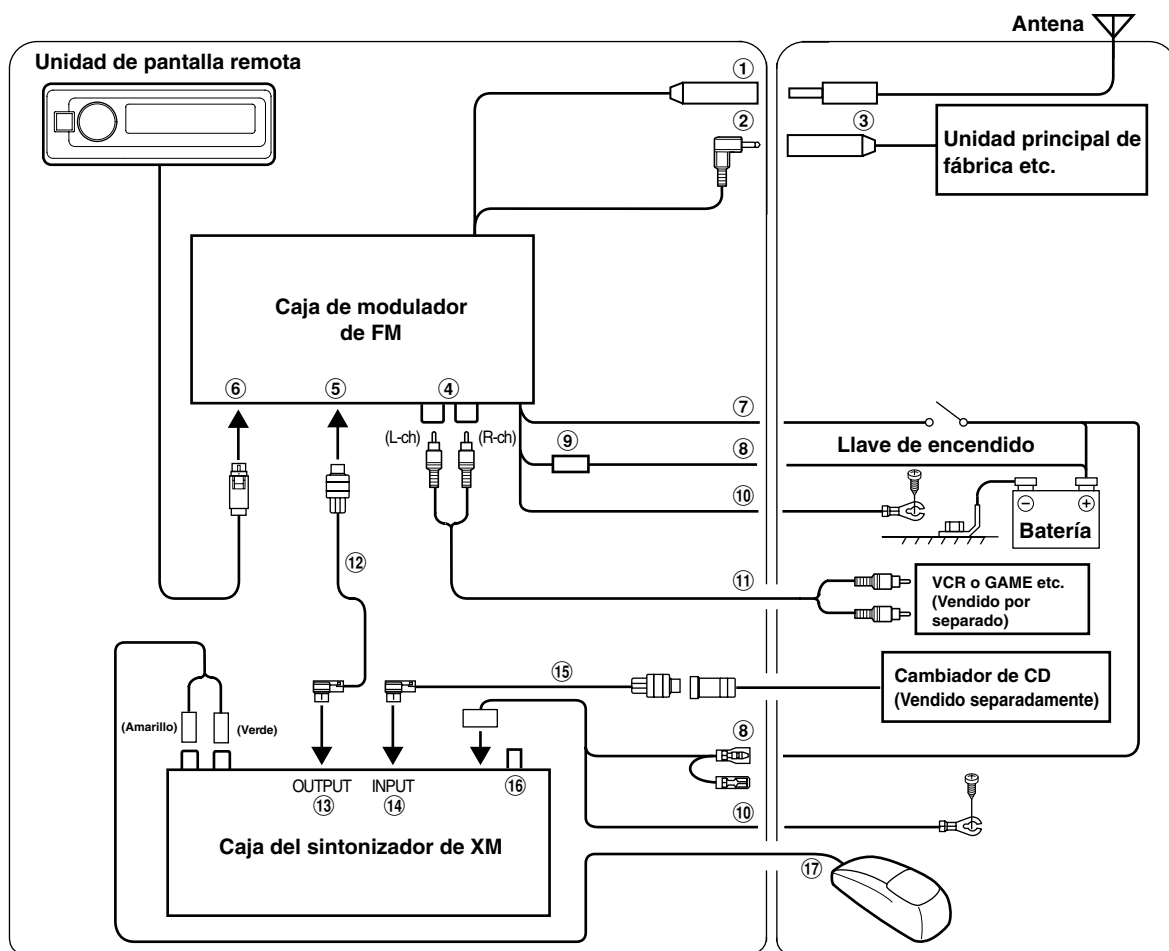 Antena
Unidad de pantalla remota
①
②
③
Unidad principal de
fábrica etc.
Caja de modulador
de FM
⑥
⑤
④
(L-ch)
(R-ch)
⑦
Llave de encendido
⑨
⑧
⑩
⊖
⊕
Batería
⑫
⑪
VCR o GAME etc.
(Vendido por
separado)
⑮
Cambiador de CD
(Vendido separadamente)
(Amarillo)
(Verde)
⑧
OUTPUT
INPUT
⑯
⑬
⑭
⑩
Caja del sintonizador de XM
⑰